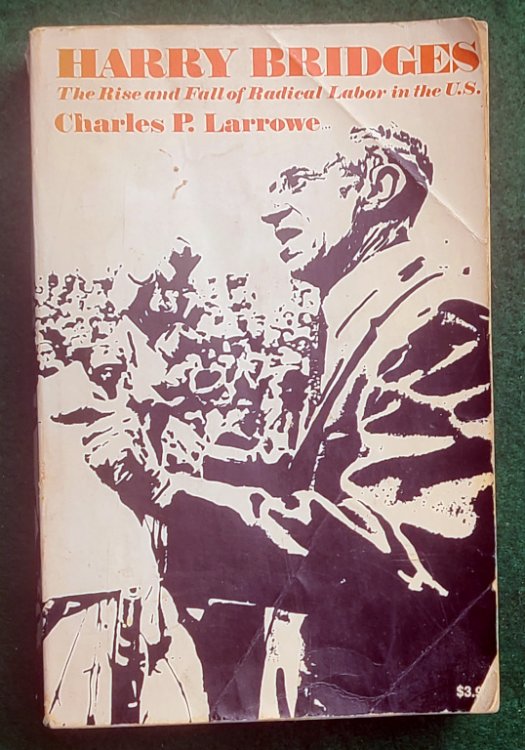 HARRY BRIDGES
The Rise and Fall of Radical Labor in the U.S.
Charles P. Larrowe